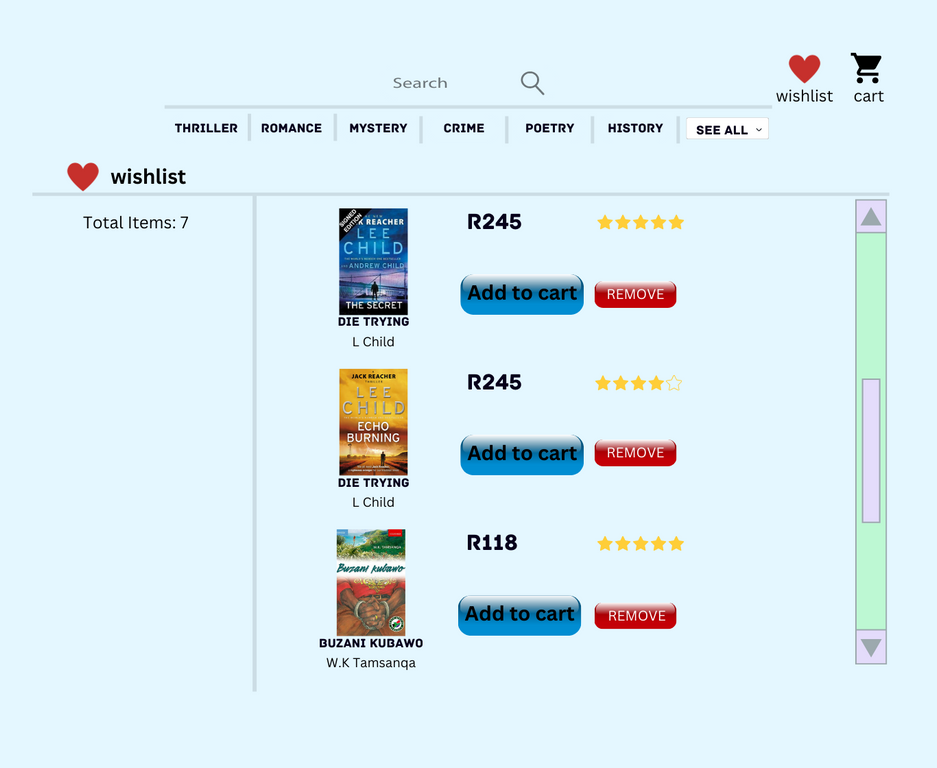 Search
wishlist
cart
THRILLER
ROMANCE
MYSTERY
CRIME
POETRY
HISTORY
SEE ALL
wishlist
Total Items: 7
SIGNED
EDITION
REACHER
LEE
CHILD
ANDREW CHILD
THE SECRET
DIE TRYING
L Child
R245
Add to cart
REMOVE
JACK REACHER
LEE
CHILD
ECHO
BURNING
DIE TRYING
L Child
R245
Add to cart
REMOVE
Buzani kubawo
BUZANI KUBAWO
W.K Tamsanqa
R118
Add to cart
REMOVE